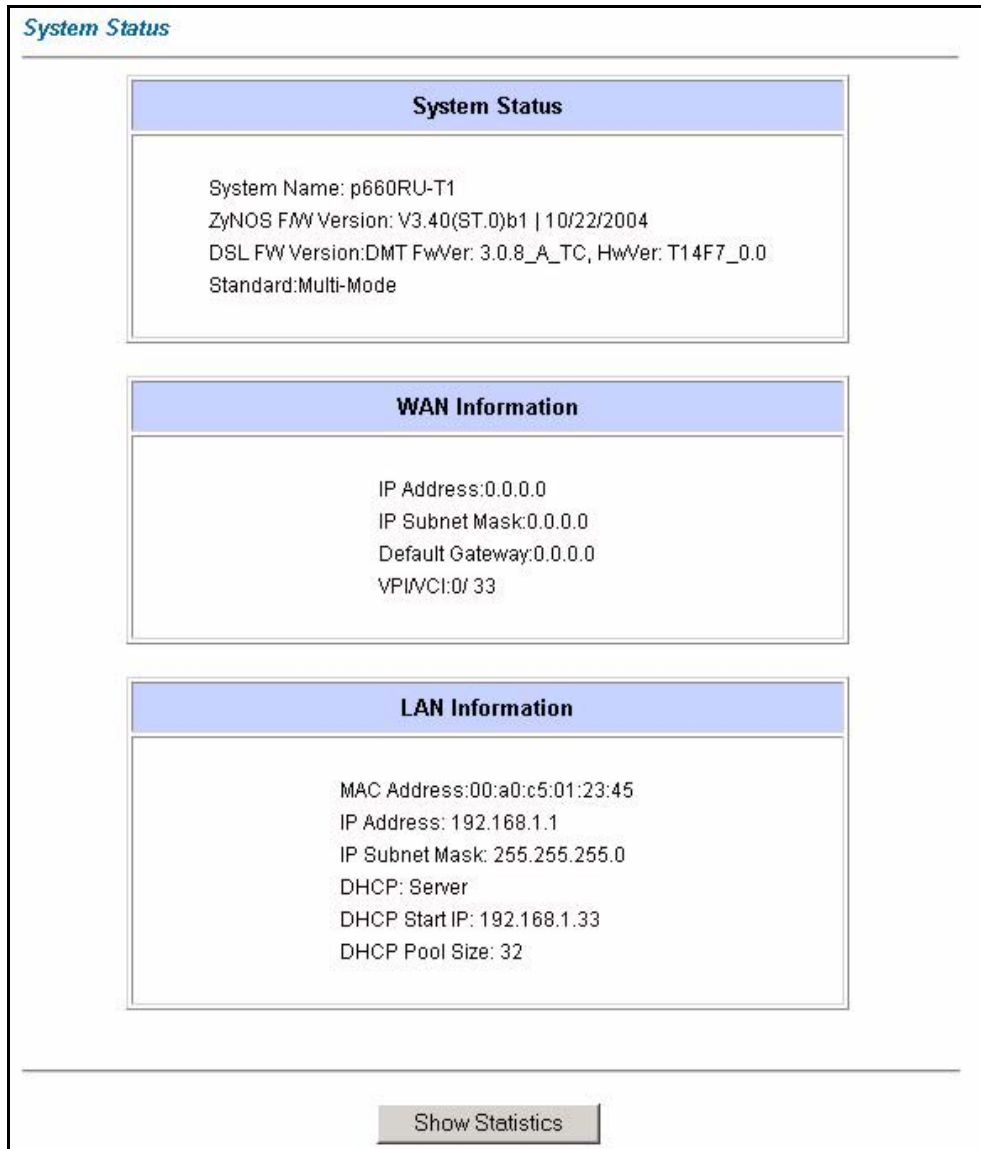 System Status
System Status
System Name: p660RU-T1
ZyNOS F/W Version: V3.40(ST.0)b1 | 10/22/2004
DSL FW Version:DMT FwVer: 3.0.8_A_TC, HwVer: T14F7_0.0
Standard:Multi-Mode
WAN Information
IP Address:0.0.0.0
IP Subnet Mask:0.0.0.0
Default Gateway:0.0.0.0
VPI/VCI:0/ 33
LAN Information
MAC Address:00:a0:c5:01:23:45
IP Address: 192.168.1.1
IP Subnet Mask: 255.255.255.0
DHCP: Server
DHCP Start IP: 192.168.1.33
DHCP Pool Size: 32
Show Statistics